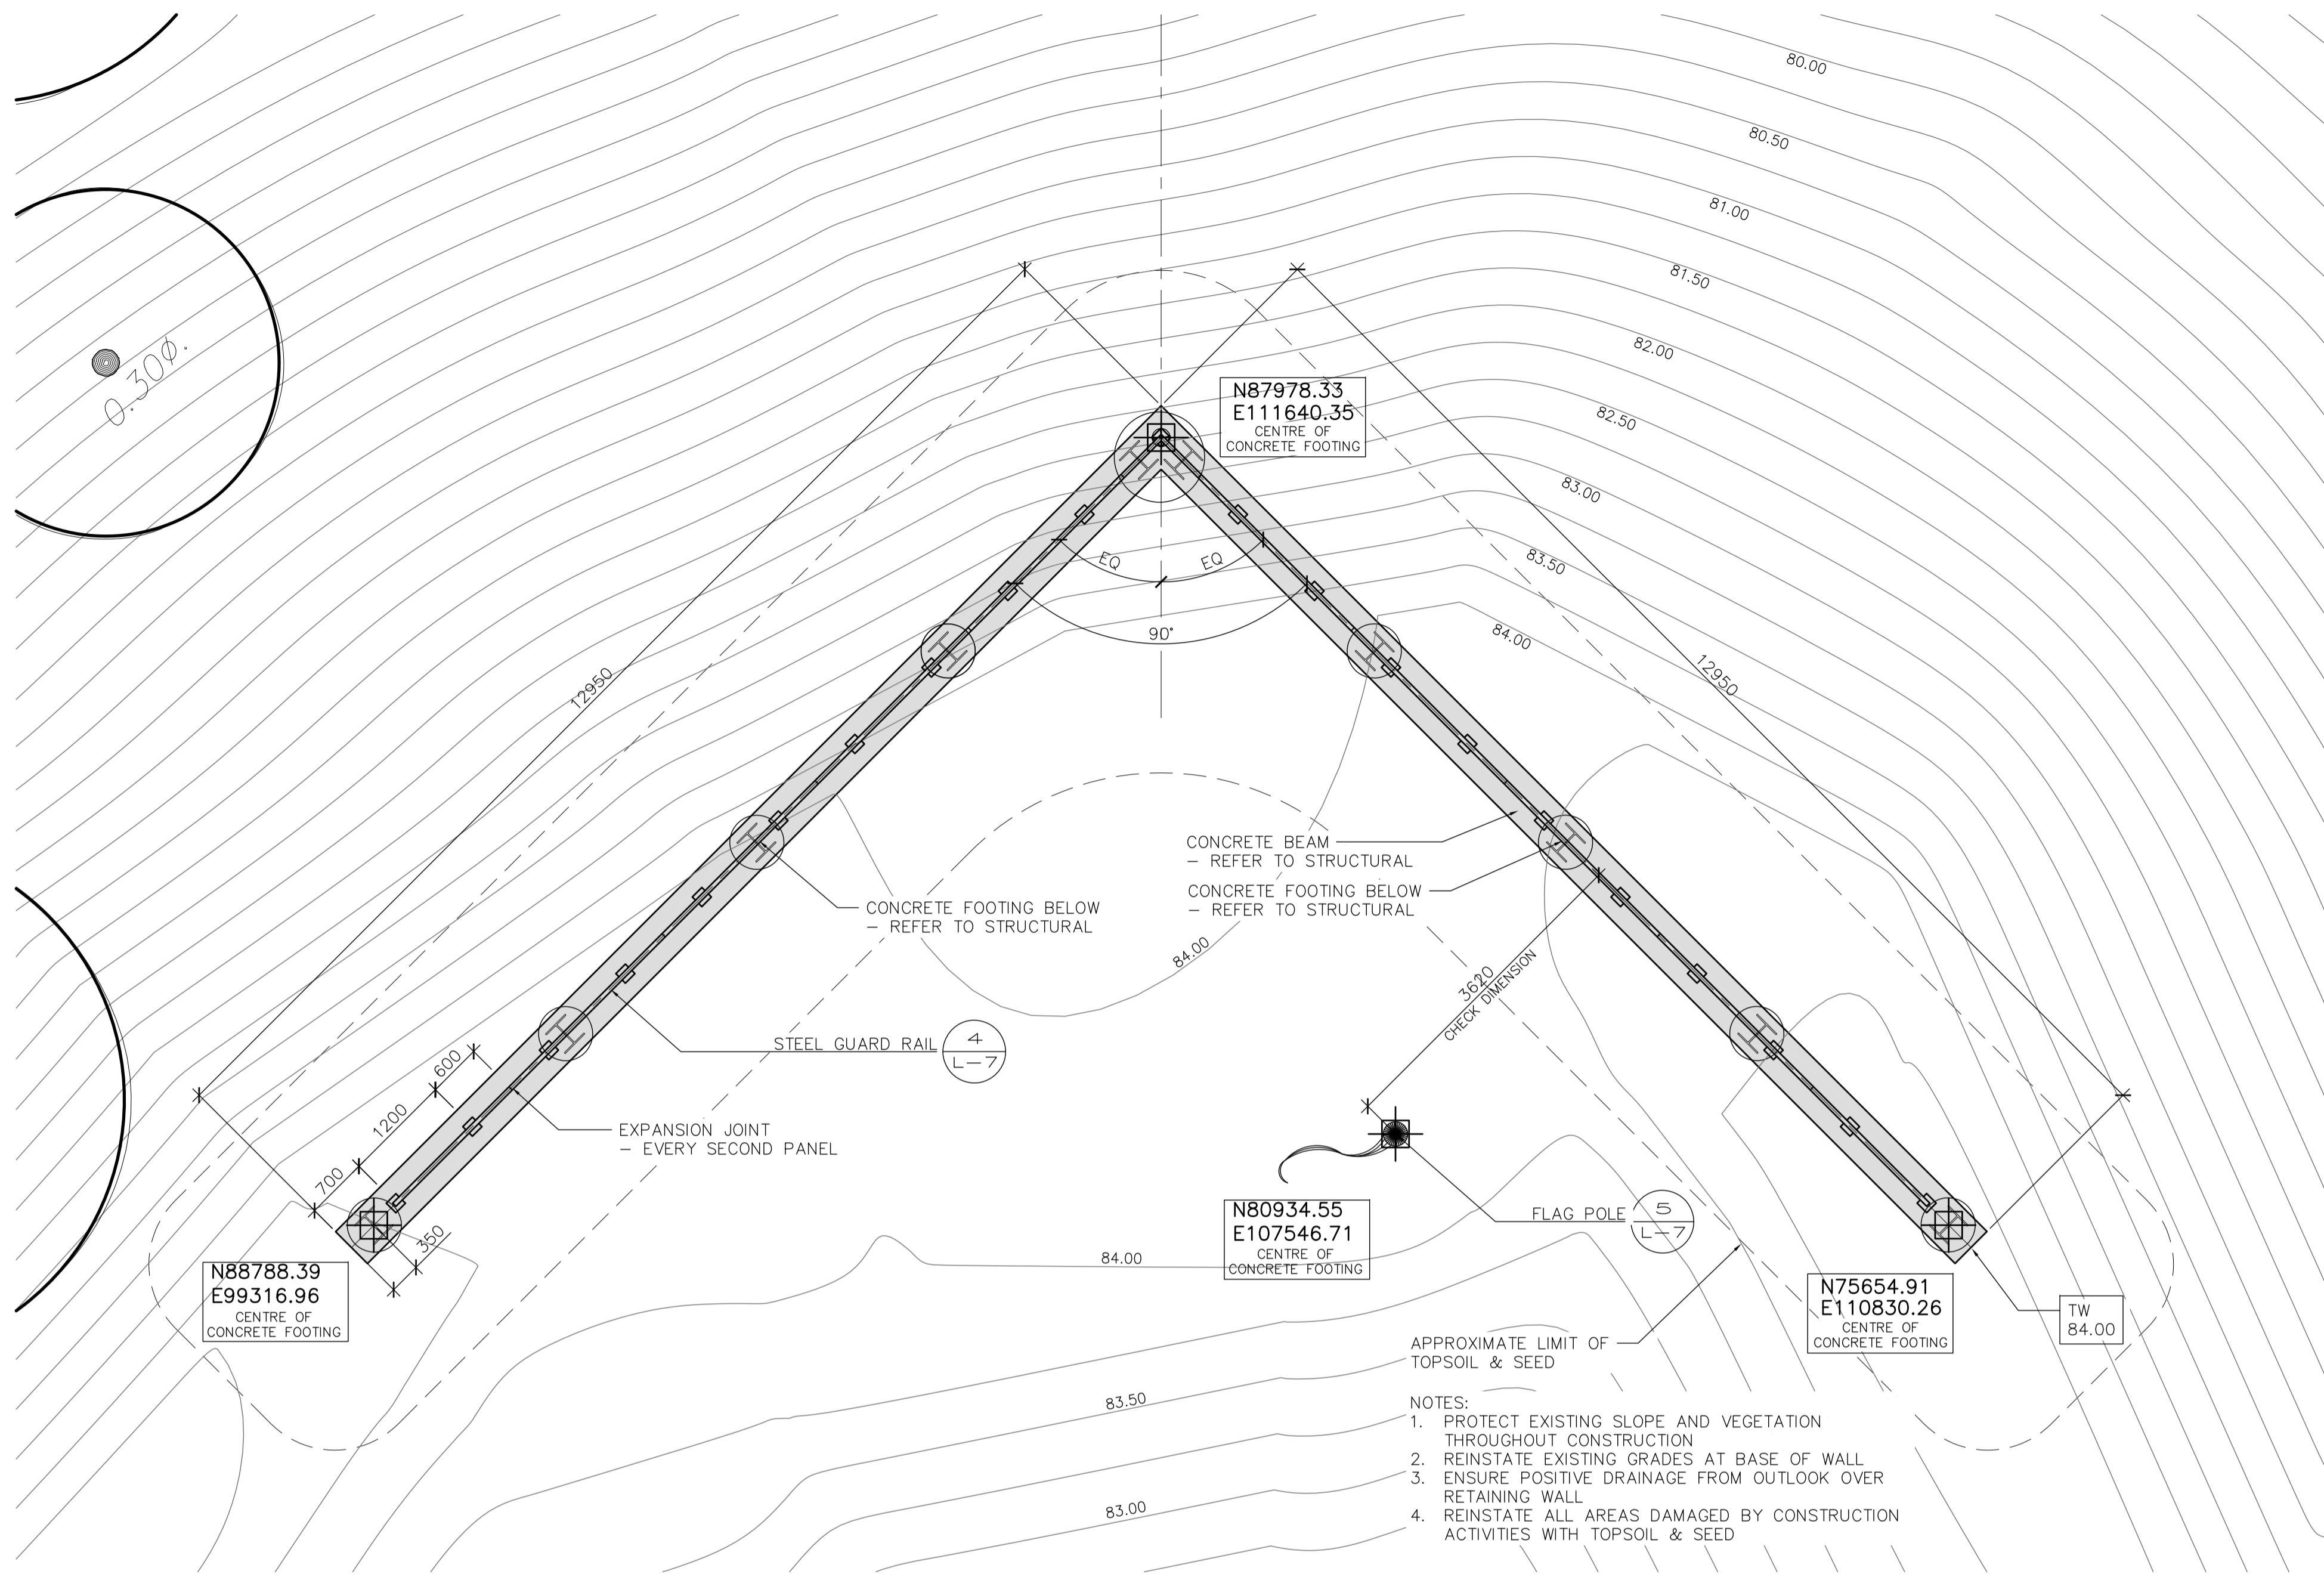 80.00
80.50
81.00
81.50
82.00
82.50
83.00
83.50
84.00
0.30ø.
N87978.33
E111640.35
CENTRE OF
CONCRETE FOOTING
EQ
EQ
90°
12950
12950
CONCRETE BEAM
– REFER TO STRUCTURAL
CONCRETE FOOTING BELOW
– REFER TO STRUCTURAL
CONCRETE FOOTING BELOW
– REFER TO STRUCTURAL
84.00
3620
CHECK DIMENSION
STEEL GUARD RAIL
4
L–7
600
1200
700
350
EXPANSION JOINT
– EVERY SECOND PANEL
N80934.55
E107546.71
CENTRE OF
CONCRETE FOOTING
FLAG POLE
5
L–7
84.00
N88788.39
E99316.96
CENTRE OF
CONCRETE FOOTING
N75654.91
E110830.26
CENTRE OF
CONCRETE FOOTING
TW
84.00
APPROXIMATE LIMIT OF
TOPSOIL & SEED
83.50
83.00
NOTES:
1. PROTECT EXISTING SLOPE AND VEGETATION
THROUGHOUT CONSTRUCTION
2. REINSTATE EXISTING GRADES AT BASE OF WALL
3. ENSURE POSITIVE DRAINAGE FROM OUTLOOK OVER
RETAINING WALL
4. REINSTATE ALL AREAS DAMAGED BY CONSTRUCTION
ACTIVITIES WITH TOPSOIL & SEED